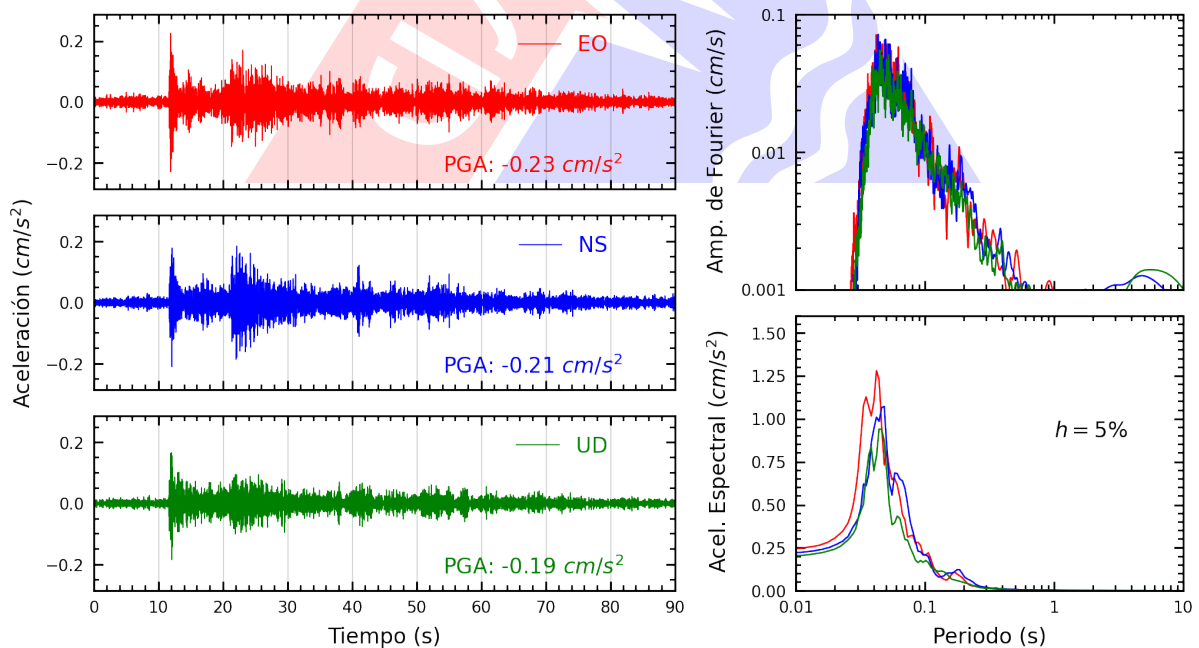 Aceleración (cm/s²)
0.2
0.0
−0.2
EO
PGA: -0.23 cm/s²
0.2
0.0
−0.2
NS
PGA: -0.21 cm/s²
0.2
0.0
−0.2
UD
PGA: -0.19 cm/s²
0 10 20 30 40 50 60 70 80 90
Tiempo (s)
Amp. de Fourier (cm/s)
0.1
0.01
0.001
Acel. Espectral (cm/s²)
1.50
1.25
1.00
0.75
0.50
0.25
0.00
h = 5%
0.01 0.1 1 10
Periodo (s)